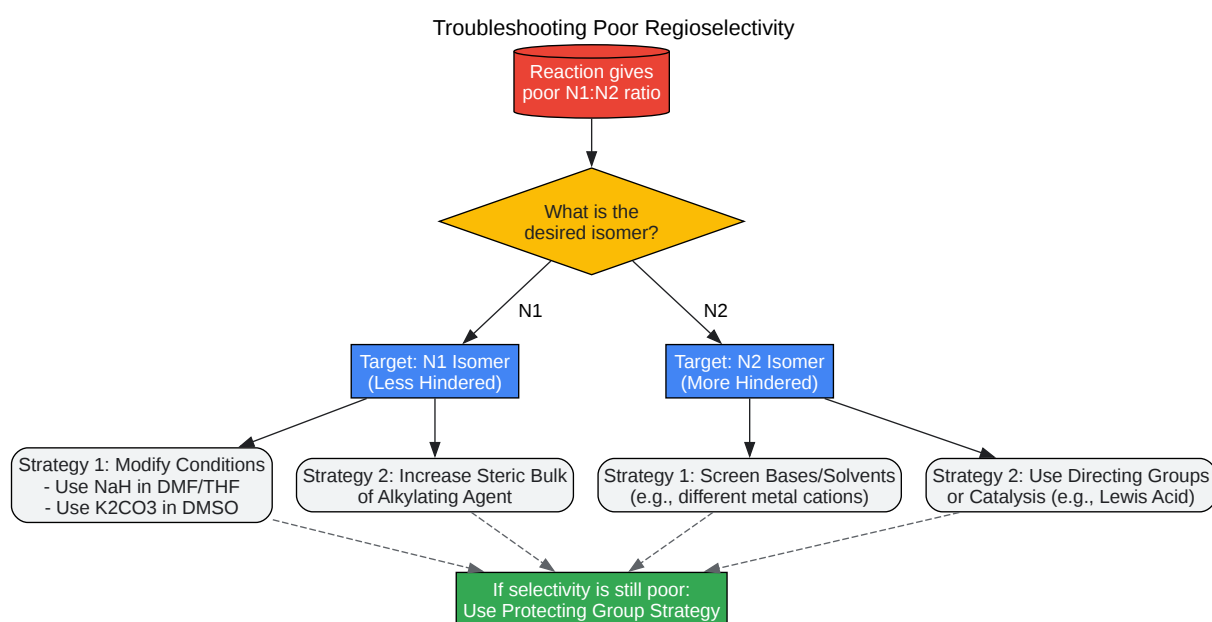 Troubleshooting Poor Regioselectivity
Reaction gives
poor N1:N2 ratio
What is the
desired isomer?
N1
N2
Target: N1 Isomer
(Less Hindered)
Target: N2 Isomer
(More Hindered)
Strategy 1: Modify Conditions
- Use NaH in DMF/THF
- Use K2CO3 in DMSO
Strategy 2: Increase Steric Bulk
of Alkylating Agent
Strategy 1: Screen Bases/Solvents
(e.g., different metal cations)
Strategy 2: Use Directing Groups
or Catalysis (e.g., Lewis Acid)
If selectivity is still poor:
Use Protecting Group Strategy